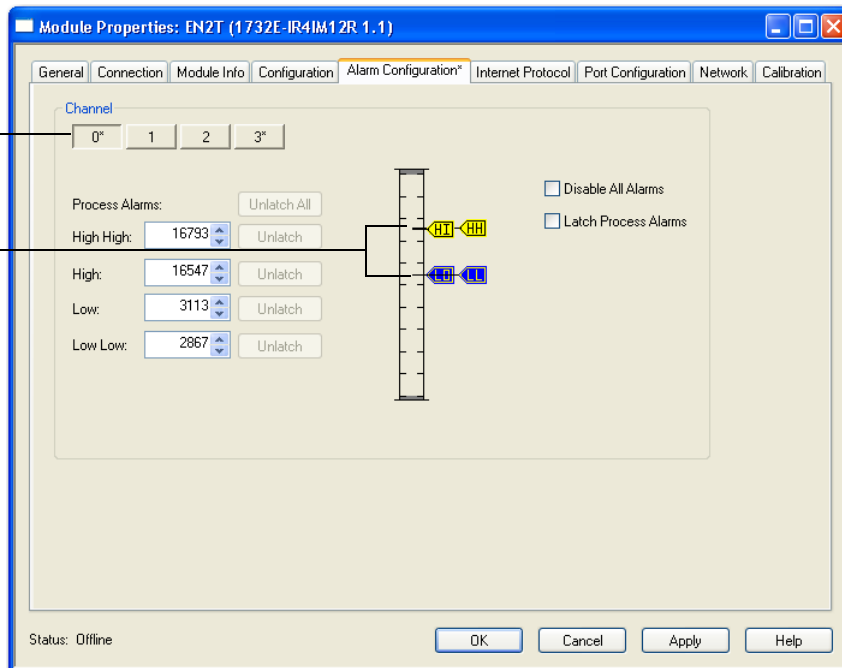 Module Properties: EN2T (1732E-IR4IM12R 1.1)
General Connection Module Info Configuration Alarm Configuration* Internet Protocol Port Configuration Network Calibration
Channel
0* 1 2 3*
Process Alarms: Unlatch All
High High: 16793 Unlatch
High: 16547 Unlatch
Low: 3113 Unlatch
Low Low: 2867 Unlatch
HI HH
LO LL
Disable All Alarms
Latch Process Alarms
Status: Offline
OK Cancel Apply Help